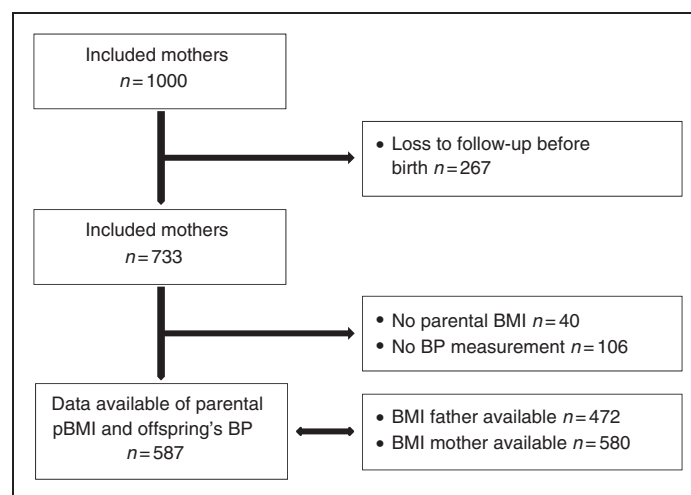 Included mothers
n=1000
• Loss to follow-up before
birth n=267
Included mothers
n=733
• No parental BMI n=40
• No BP measurement n=106
Data available of parental
pBMI and offspring's BP
n=587
• BMI father available n=472
• BMI mother available n=580